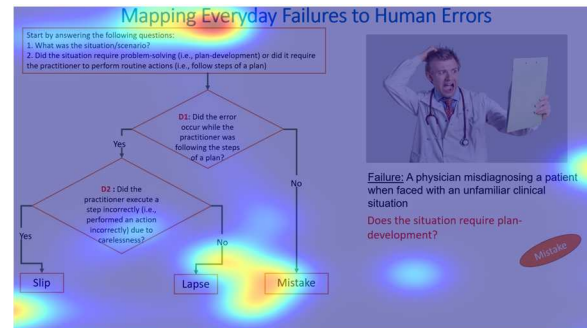 Mapping Everyday Failures to Human Errors
Start by answering the following questions:
1. What was the situation/scenario?
2. Did the situation require problem-solving (i.e., plan-development) or did it require
the practitioner to perform routine actions (i.e., follow steps of a plan)
D1: Did the error
occur while the
practitioner was
following the steps
of a plan?
Yes
No
D2 : Did the
practitioner execute a
step incorrectly (i.e.,
performed an action
incorrectly) due to
carelessness?
Yes
No
Slip
Lapse
Mistake
Failure: A physician misdiagnosing a patient
when faced with an unfamiliar clinical
situation
Does the situation require plan-
development?
Mistake